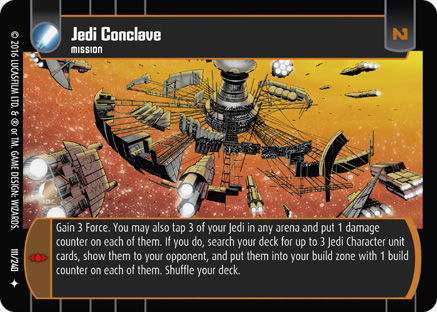 Jedi Conclave
MISSION
N
Gain 3 Force. You may also tap 3 of your Jedi in any arena and put 1 damage
counter on each of them. If you do, search your deck for up to 3 Jedi Character unit
cards, show them to your opponent, and put them into your build zone with 1 build
counter on each of them. Shuffle your deck.
© 2016 LUCASFILM LTD. & ® or TM. GAME DESIGN: WIZARDS.
IDC
111/240